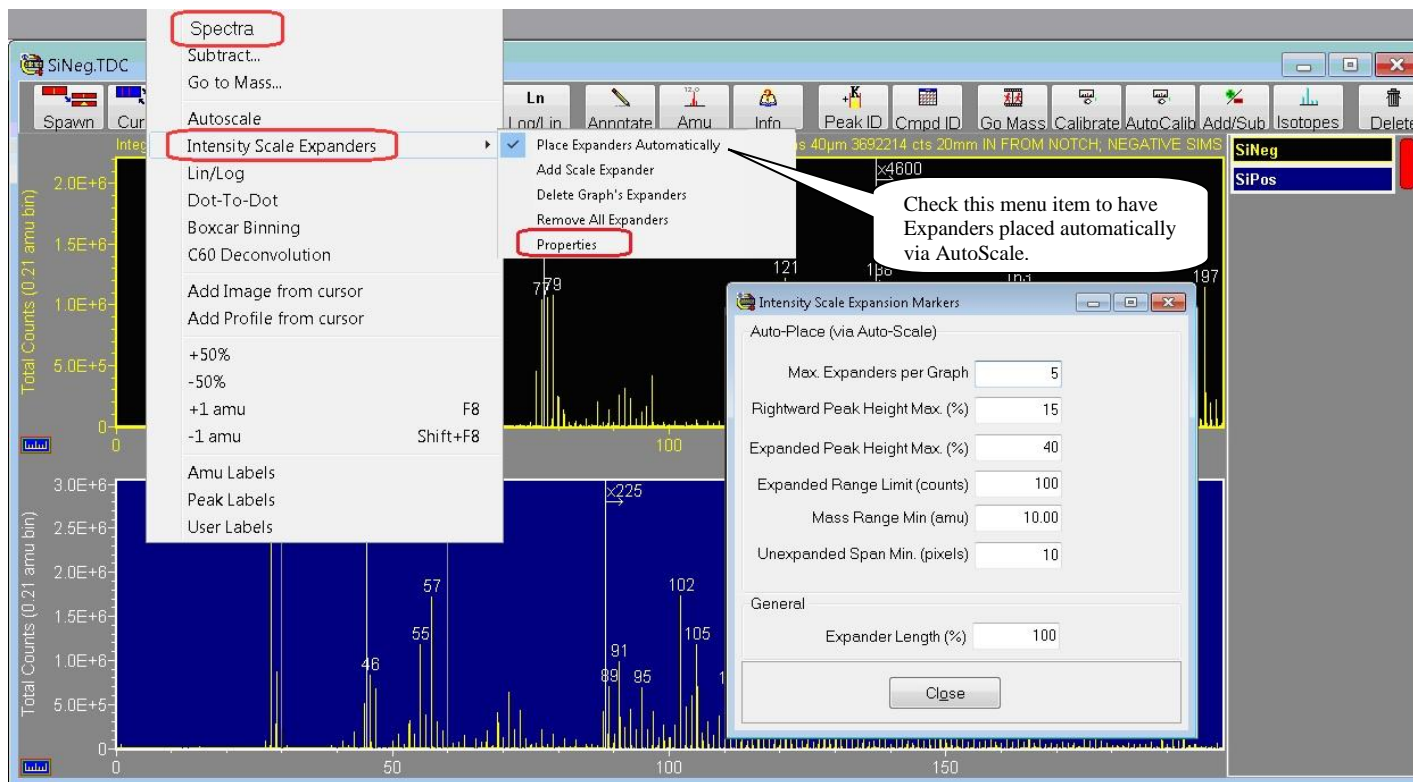 Spectra
Subtract...
Go to Mass...
Autoscale
Intensity Scale Expanders
Lin/Log
Dot-To-Dot
Boxcar Binning
C60 Deconvolution
Add Image from cursor
Add Profile from cursor
+50%
-50%
+1 amu F8
-1 amu Shift+F8
Amu Labels
Peak Labels
User Labels
Place Expanders Automatically
Add Scale Expander
Delete Graph's Expanders
Remove All Expanders
Properties
Check this menu item to have
Expanders placed automatically
via AutoScale.
SiNeg.TDC
Spawn Ln Log/Lin Annotate Amu Info Peak ID Cmpd ID Go Mass Calibrate AutoCalib Add/Sub Isotopes Delete
40µm 3692214 cts 20mm IN FROM NOTCH; NEGATIVE SIMS
SiNeg
SiPos
Total Counts (0.21 amu bin)
2.0E+6
1.5E+6
1.0E+6
5.0E+5
0
x4600
79
121
197
0 100
Intensity Scale Expansion Markers
Auto-Place (via Auto-Scale)
Max. Expanders per Graph 5
Rightward Peak Height Max. (%) 15
Expanded Peak Height Max. (%) 40
Expanded Range Limit (counts) 100
Mass Range Min (amu) 10.00
Unexpanded Span Min. (pixels) 10
General
Expander Length (%) 100
Close
Total Counts (0.21 amu bin)
3.0E+6
2.5E+6
2.0E+6
1.5E+6
1.0E+6
5.0E+5
0
x225
57
102
55
105
46
91
89 95
0 50 100 150